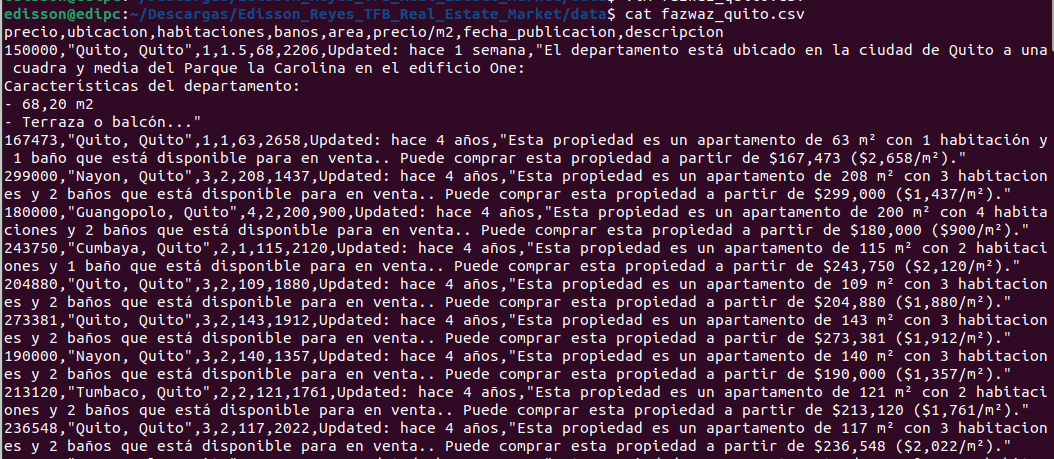 edisson@edipc:~/Descargas/Edisson_Reyes_TFB_Real_Estate_Market/data$ cat fazwaz_quito.csv
precio,ubicacion,habitaciones,banos,area,precio/m2,fecha_publicacion,descripcion
150000,"Quito, Quito",1,1.5,68,2206,Updated: hace 1 semana,"El departamento está ubicado en la ciudad de Quito a una
 cuadra y media del Parque la Carolina en el edificio One:
Características del departamento:
- 68,20 m2
- Terraza o balcón..."
167473,"Quito, Quito",1,1,63,2658,Updated: hace 4 años,"Esta propiedad es un apartamento de 63 m² con 1 habitación y
 1 baño que está disponible para en venta.. Puede comprar esta propiedad a partir de $167,473 ($2,658/m²)."
299000,"Nayon, Quito",3,2,208,1437,Updated: hace 4 años,"Esta propiedad es un apartamento de 208 m² con 3 habitacion
es y 2 baños que está disponible para en venta.. Puede comprar esta propiedad a partir de $299,000 ($1,437/m²)."
180000,"Guangopolo, Quito",4,2,200,900,Updated: hace 4 años,"Esta propiedad es un apartamento de 200 m² con 4 habita
ciones y 2 baños que está disponible para en venta.. Puede comprar esta propiedad a partir de $180,000 ($900/m²)."
243750,"Cumbaya, Quito",2,1,115,2120,Updated: hace 4 años,"Esta propiedad es un apartamento de 115 m² con 2 habitaci
ones y 1 baño que está disponible para en venta.. Puede comprar esta propiedad a partir de $243,750 ($2,120/m²)."
204880,"Quito, Quito",3,2,109,1880,Updated: hace 4 años,"Esta propiedad es un apartamento de 109 m² con 3 habitacion
es y 2 baños que está disponible para en venta.. Puede comprar esta propiedad a partir de $204,880 ($1,880/m²)."
273381,"Quito, Quito",3,2,143,1912,Updated: hace 4 años,"Esta propiedad es un apartamento de 143 m² con 3 habitacion
es y 2 baños que está disponible para en venta.. Puede comprar esta propiedad a partir de $273,381 ($1,912/m²)."
190000,"Nayon, Quito",3,2,140,1357,Updated: hace 4 años,"Esta propiedad es un apartamento de 140 m² con 3 habitacion
es y 2 baños que está disponible para en venta.. Puede comprar esta propiedad a partir de $190,000 ($1,357/m²)."
213120,"Tumbaco, Quito",2,2,121,1761,Updated: hace 4 años,"Esta propiedad es un apartamento de 121 m² con 2 habitaci
ones y 2 baños que está disponible para en venta.. Puede comprar esta propiedad a partir de $213,120 ($1,761/m²)."
236548,"Quito, Quito",3,2,117,2022,Updated: hace 4 años,"Esta propiedad es un apartamento de 117 m² con 3 habitacion
es y 2 baños que está disponible para en venta.. Puede comprar esta propiedad a partir de $236,548 ($2,022/m²)."